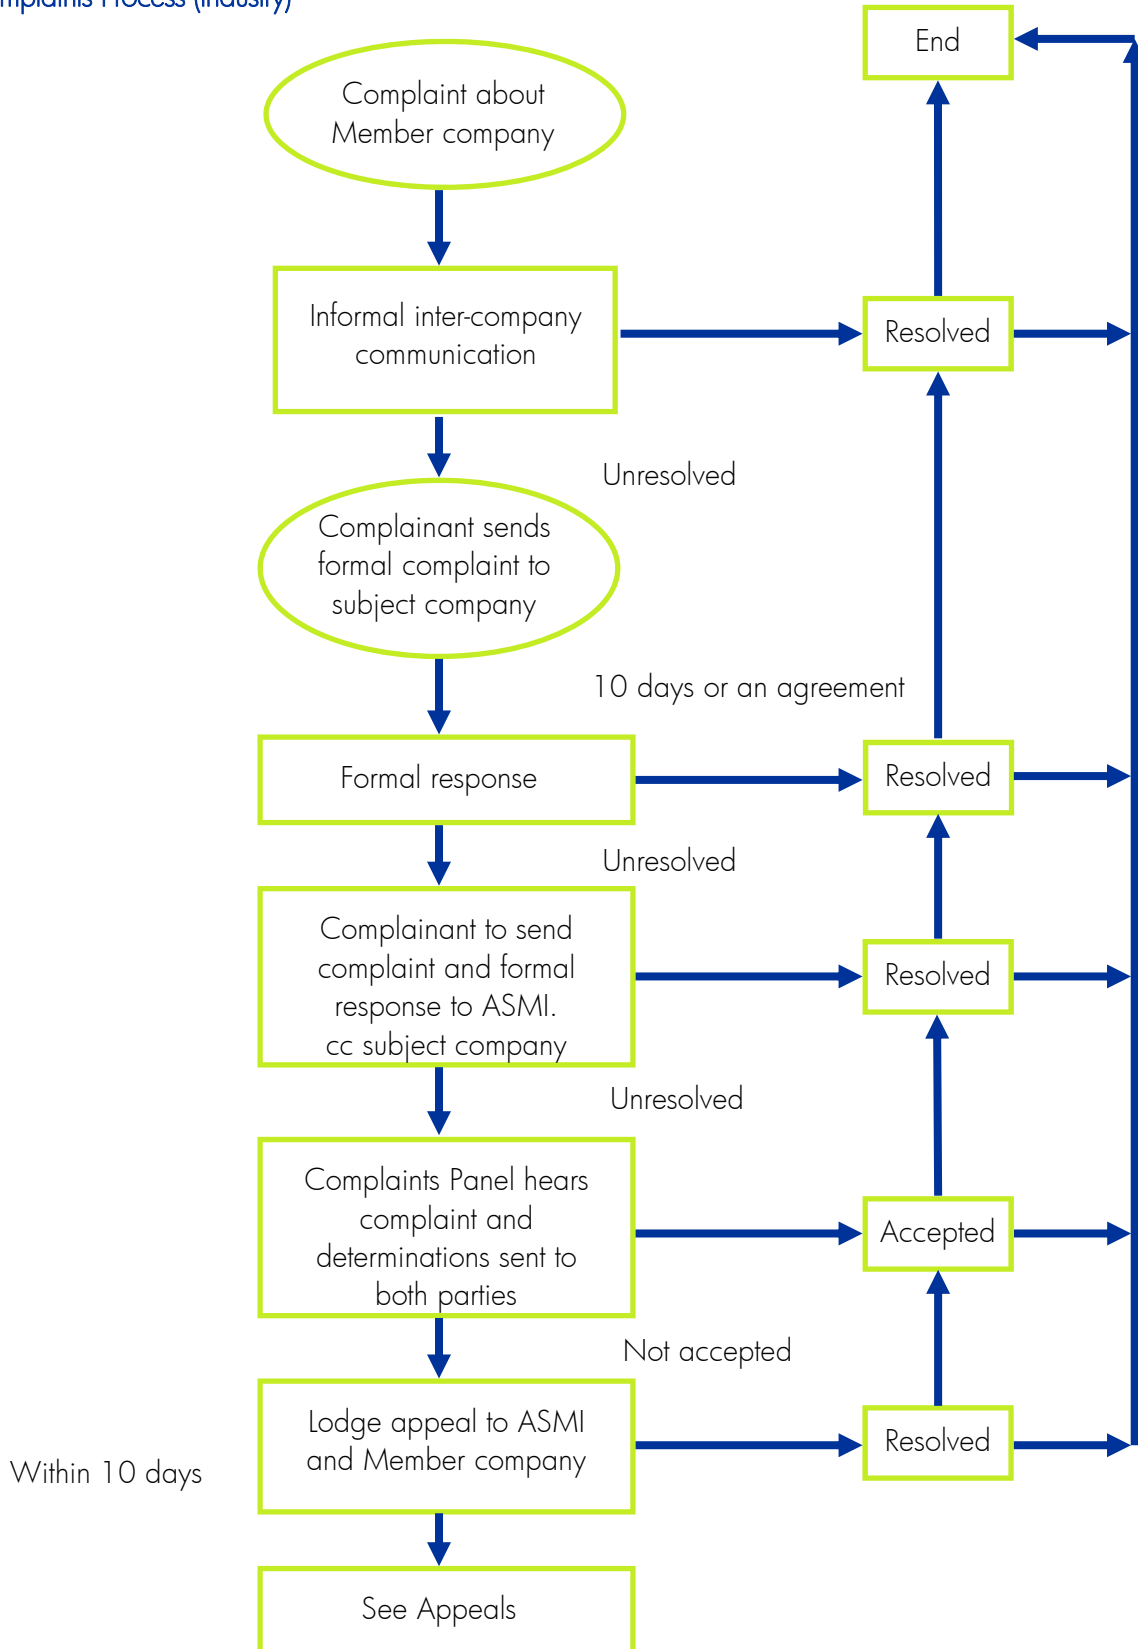 Process (Industry)
End
Complaint about
Member company
Informal inter-company
communication
Resolved
Unresolved
Complainant sends
formal complaint to
subject company
10 days or an agreement
Formal response
Resolved
Unresolved
Complainant to send
complaint and formal
response to ASMI.
cc subject company
Resolved
Unresolved
Complaints Panel hears
complaint and
determinations sent to
both parties
Accepted
Not accepted
Lodge appeal to ASMI
and Member company
Resolved
Within 10 days
See Appeals